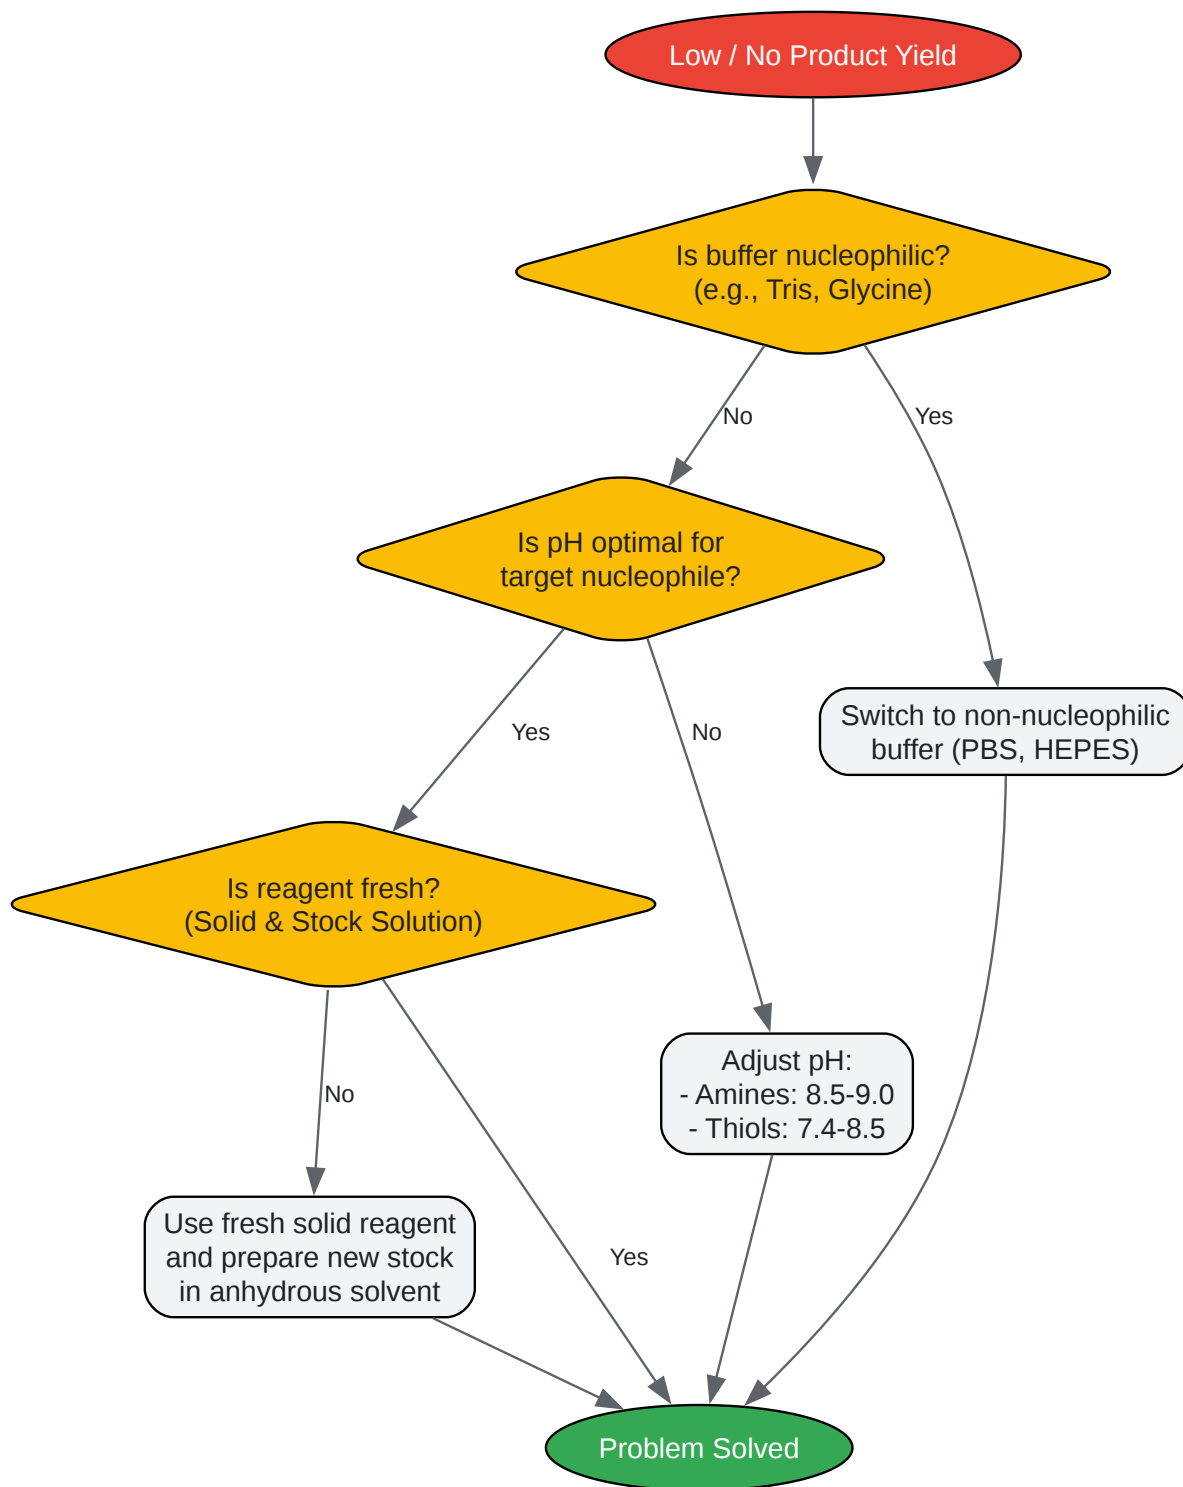 Low / No Product Yield
Is buffer nucleophilic?
(e.g., Tris, Glycine)
No
Yes
Is pH optimal for
target nucleophile?
Switch to non-nucleophilic
buffer (PBS, HEPES)
Yes
No
Is reagent fresh?
(Solid & Stock Solution)
Adjust pH:
- Amines: 8.5-9.0
- Thiols: 7.4-8.5
No
Use fresh solid reagent
and prepare new stock
in anhydrous solvent
Yes
Problem Solved